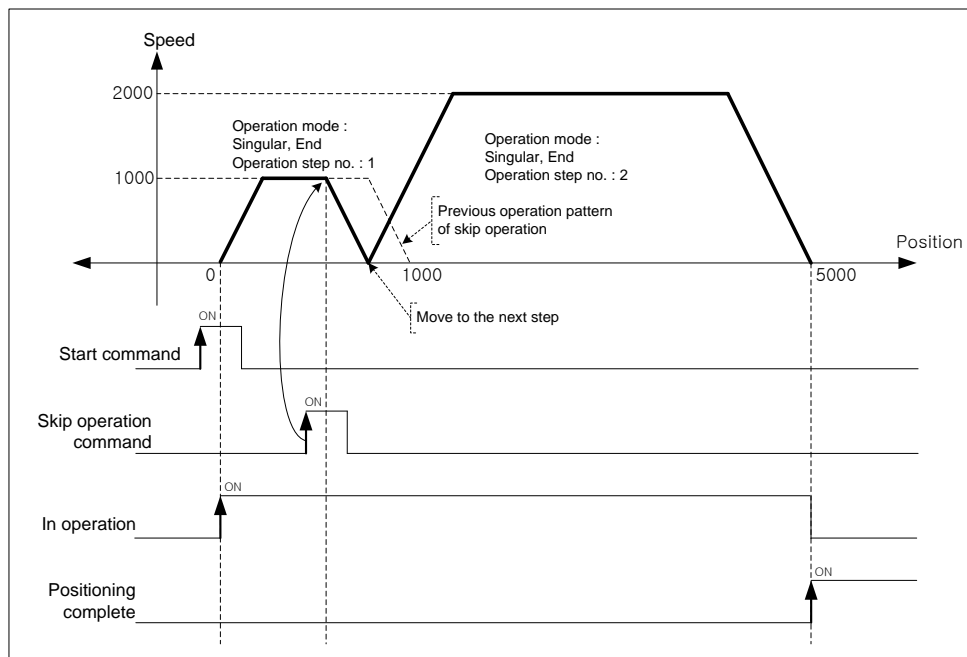 Speed
2000
Operation mode :
Singular, End
Operation step no. : 1
Operation mode :
Singular, End
Operation step no. : 2
1000
Previous operation pattern
of skip operation
Position
0
1000
5000
Move to the next step
ON
Start command
ON
Skip operation
command
ON
In operation
ON
Positioning
complete